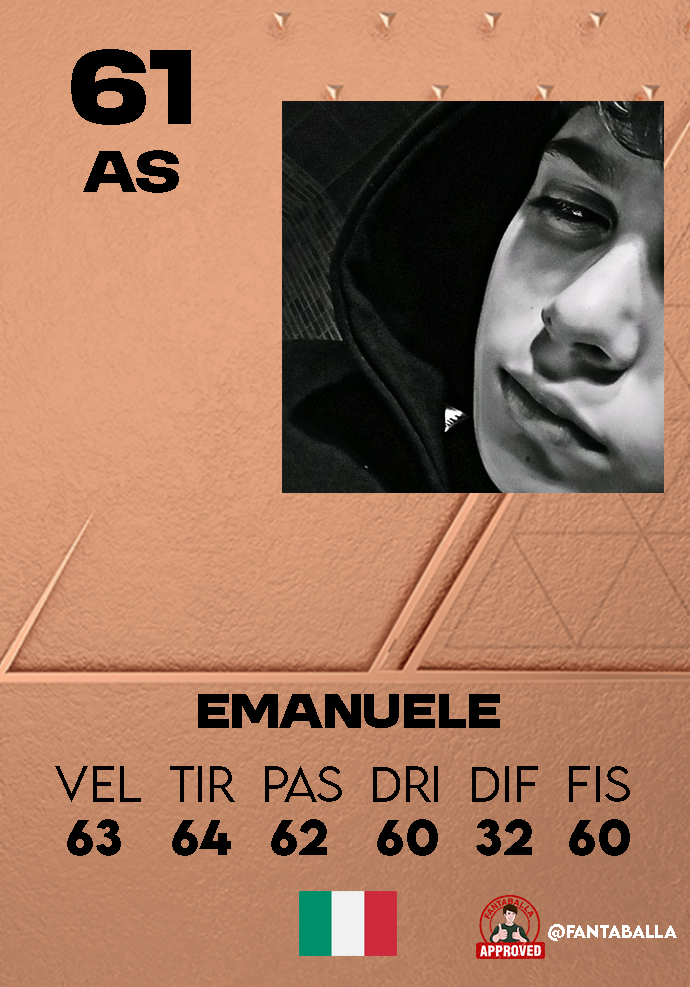 61
AS
EMANUELE
VEL TIR PAS DRI DIF FIS
63 64 62 60 32 60
FANTABALLA
APPROVED
@FANTABALLA